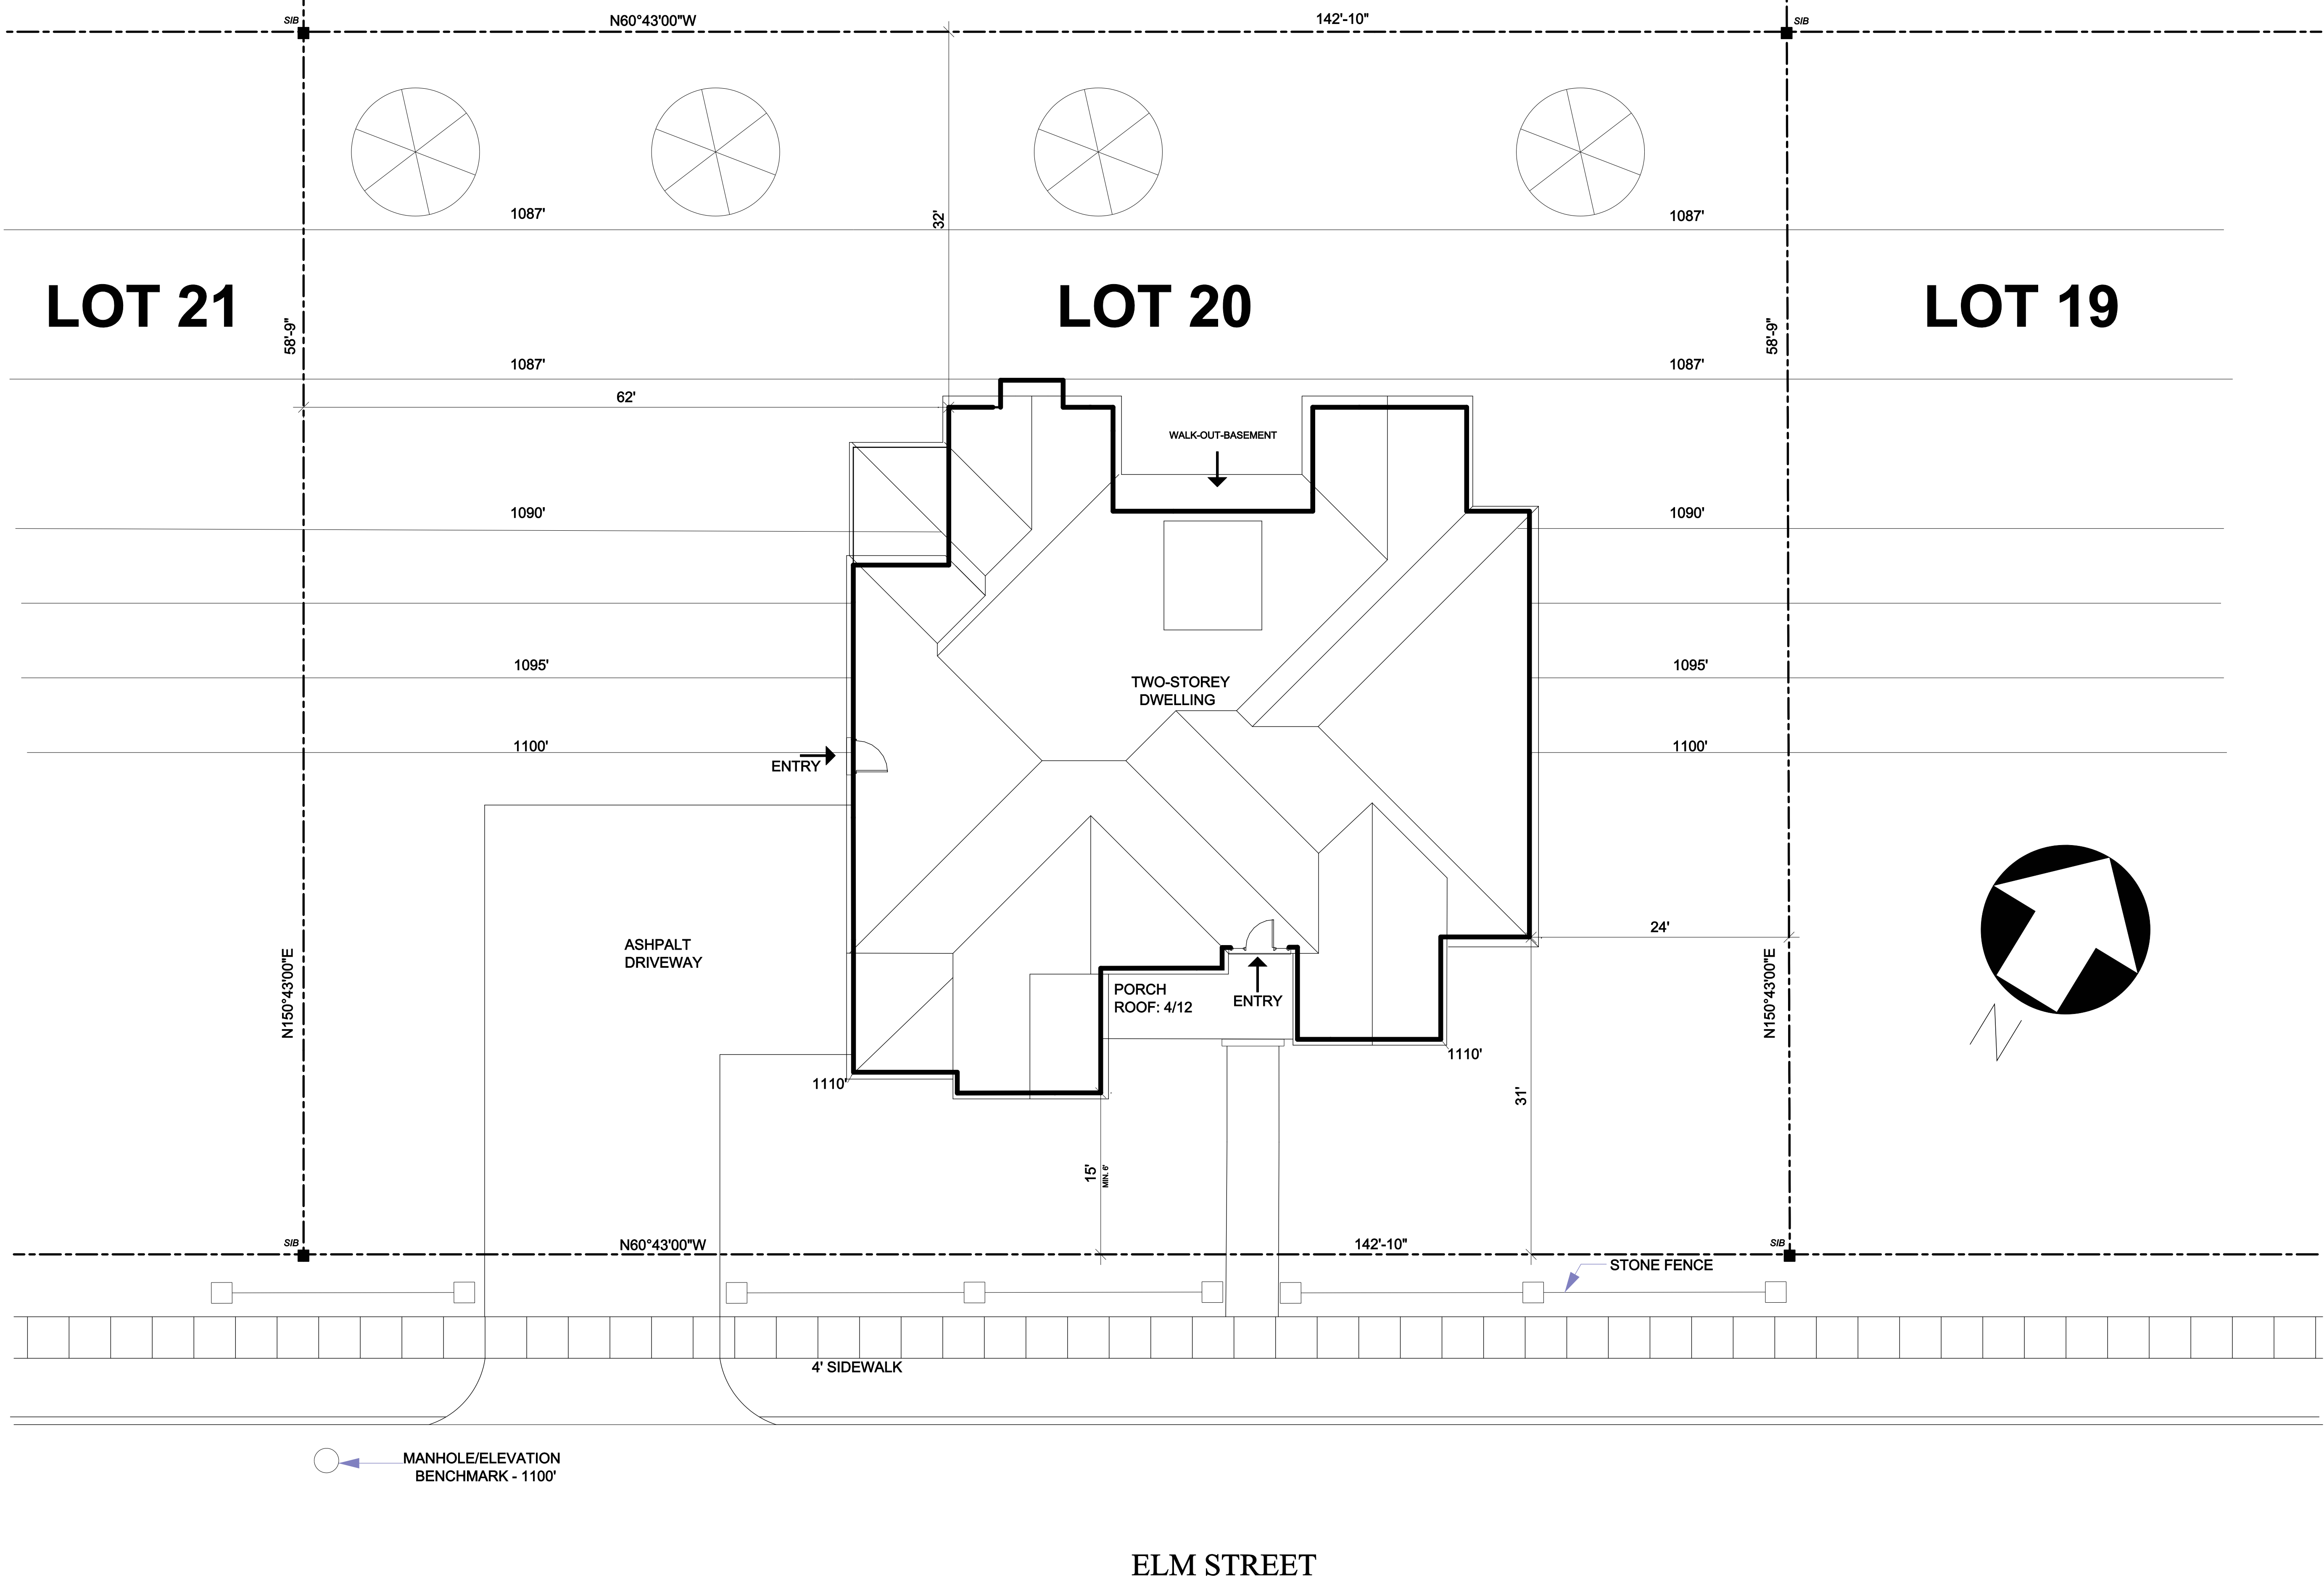 SIB
N60°43'00"W
142'-10"
SIB
1087'
1087'
32'
LOT 21
LOT 20
LOT 19
58'-9"
58'-9"
1087'
1087'
62'
WALK-OUT-BASEMENT
1090'
1090'
1095'
1095'
TWO-STOREY
DWELLING
1100'
1100'
ENTRY
24'
ASHPALT
DRIVEWAY
N150°43'00"E
N150°43'00"E
PORCH
ROOF: 4/12
ENTRY
N
1110'
1110'
31'
15'
MIN. 6'
SIB
N60°43'00"W
142'-10"
SIB
STONE FENCE
4' SIDEWALK
MANHOLE/ELEVATION
BENCHMARK - 1100'
ELM STREET